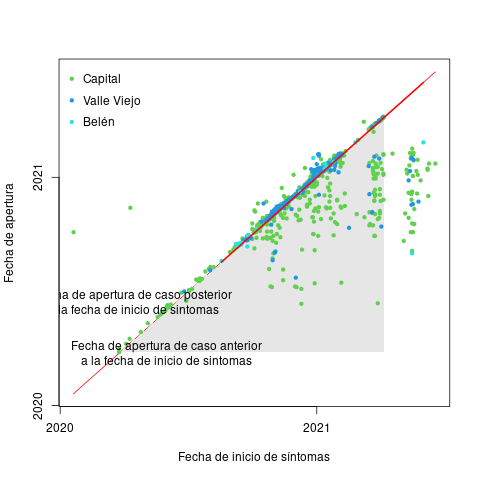 Capital
Valle Viejo
Belén
2021
Fecha de apertura
de apertura de caso posterior
la fecha de inicio de síntomas
Fecha de apertura de caso anterior
a la fecha de inicio de síntomas
2020
2020
2021
Fecha de inicio de síntomas